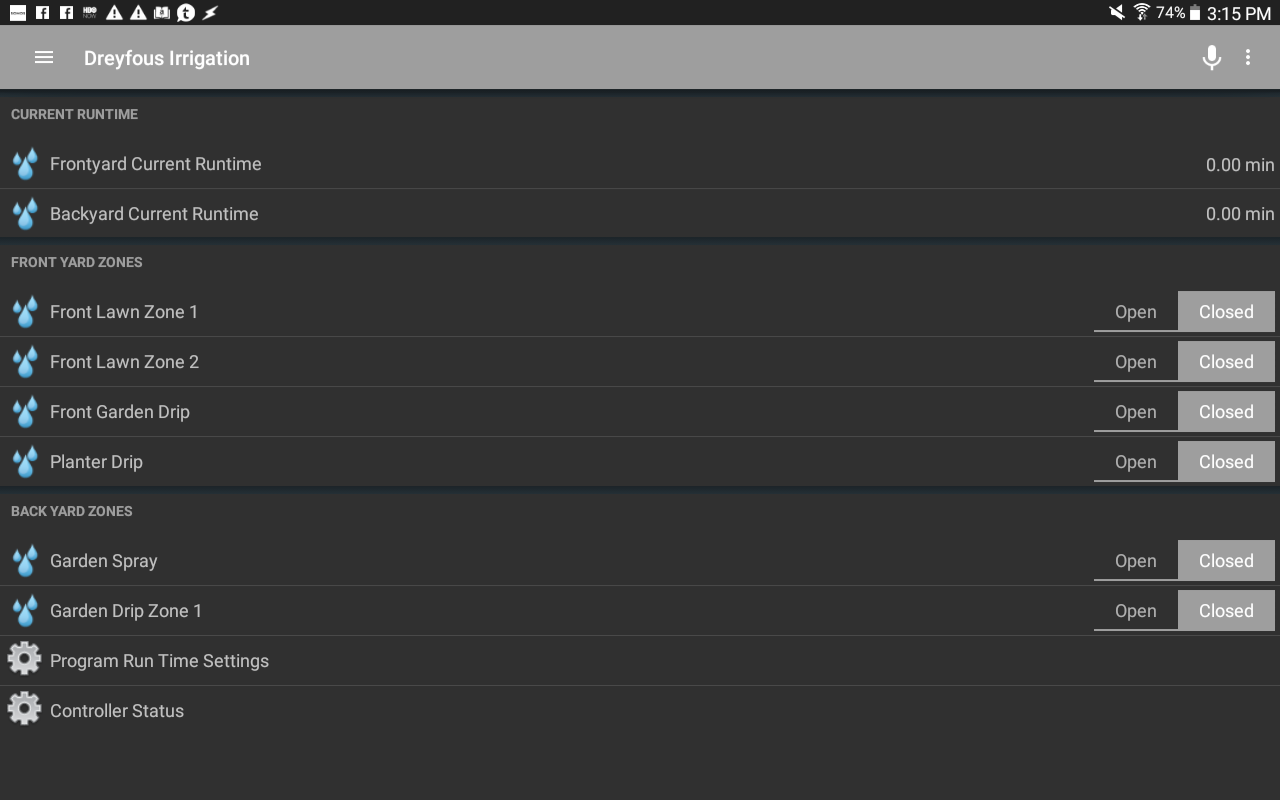 74% 3:15 PM
Dreyfous Irrigation
CURRENT RUNTIME
Frontyard Current Runtime 0.00 min
Backyard Current Runtime 0.00 min
FRONT YARD ZONES
Front Lawn Zone 1 Open Closed
Front Lawn Zone 2 Open Closed
Front Garden Drip Open Closed
Planter Drip Open Closed
BACK YARD ZONES
Garden Spray Open Closed
Garden Drip Zone 1 Open Closed
Program Run Time Settings
Controller Status